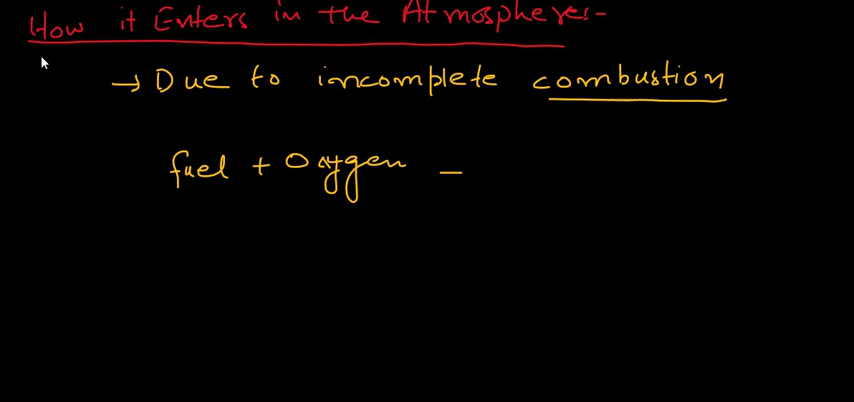 How it Enters in the Atmosphere:-
→ Due to incomplete combustion
fuel + Oxygen —